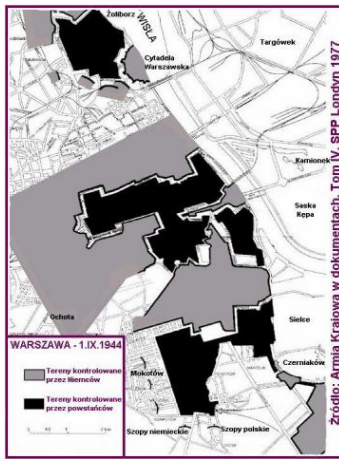 Żoliborz
WISŁA
Cytadela
Warszawska
Targówek
Kamionek
Saska
Kępa
Ochota
Sielce
WARSZAWA - 1.IX.1944
Tereny kontrolowane
przez Niemców
Tereny kontrolowane
przez powstańców
Mokotów
Czerniaków
Szopy niemieckie
Szopy polskie
Źródło: Armia Krajowa w dokumentach. Tom IV. SPP Londyn 1977